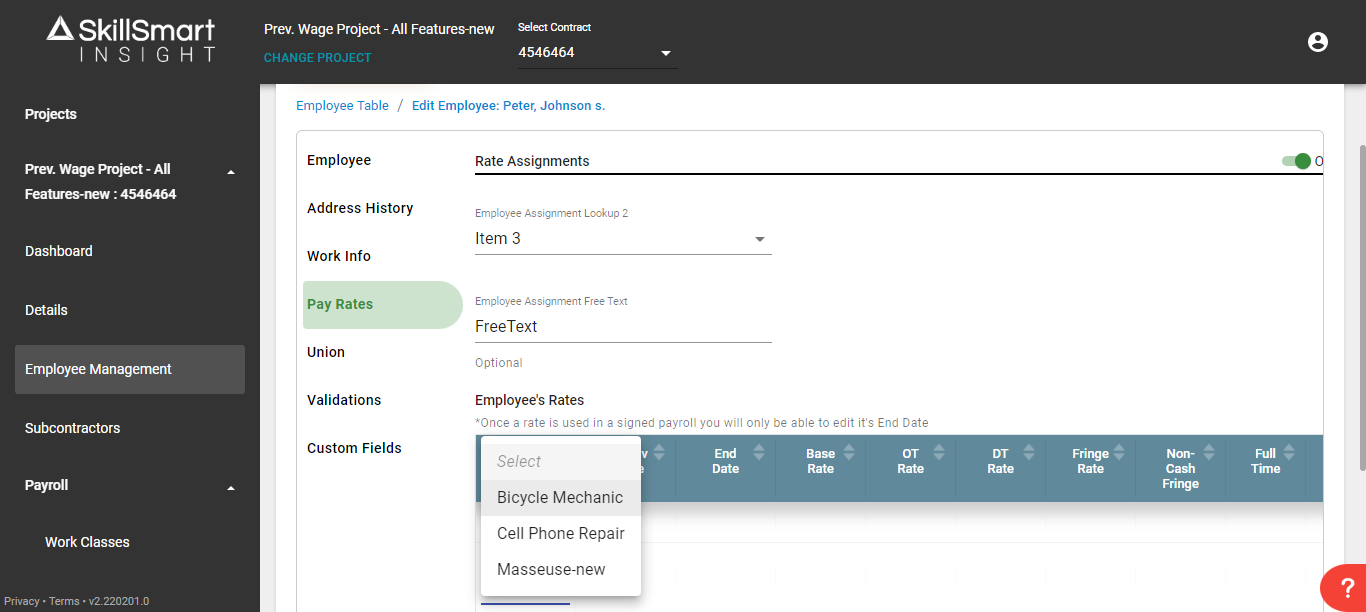 SkillSmart
INSIGHT
Prev. Wage Project - All Features-new
CHANGE PROJECT
Select Contract
4546464
Projects
Prev. Wage Project - All
Features-new : 4546464
Dashboard
Details
Employee Management
Subcontractors
Payroll
Work Classes
Privacy • Terms • v2.220201.0
Employee Table / Edit Employee: Peter, Johnson s.
Employee
Address History
Work Info
Pay Rates
Union
Validations
Custom Fields
Rate Assignments
Employee Assignment Lookup 2
Item 3
Employee Assignment Free Text
FreeText
Optional
Employee's Rates
*Once a rate is used in a signed payroll you will only be able to edit it's End Date
End
Date
Base
Rate
OT
Rate
DT
Rate
Fringe
Rate
Non-
Cash
Fringe
Full
Time
Select
Bicycle Mechanic
Cell Phone Repair
Masseuse-new
?